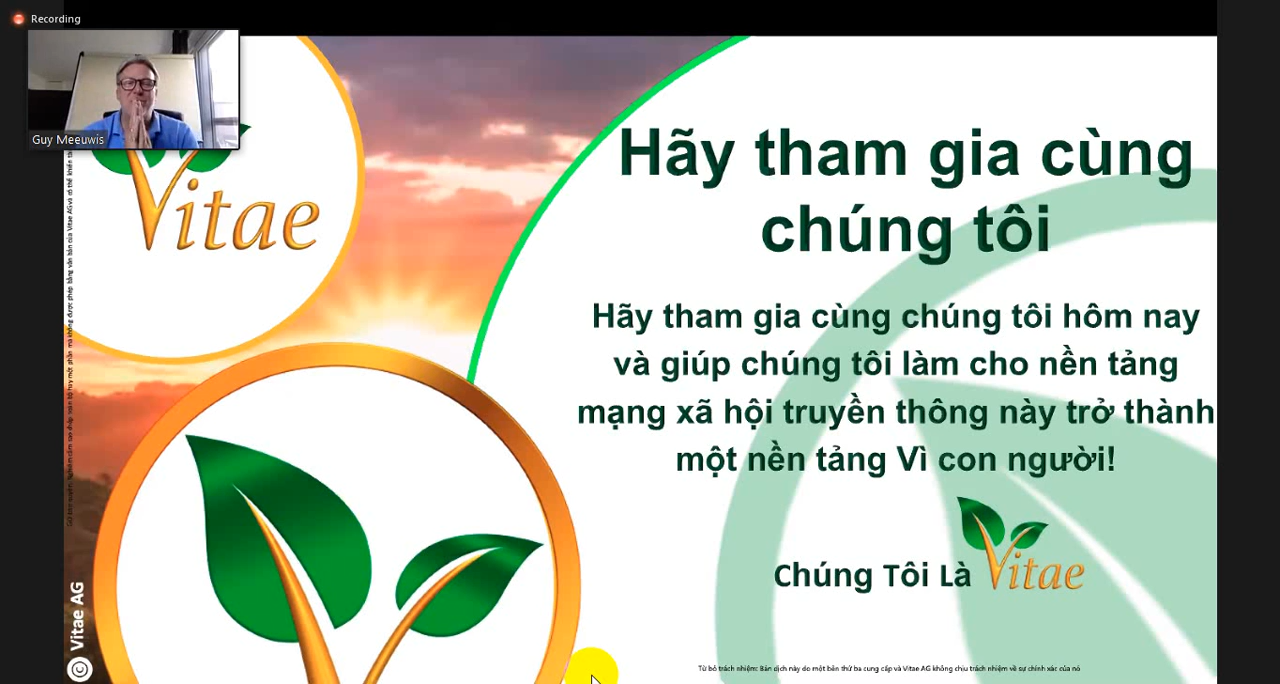 Recording
Guy Meeuwis
Vitae
Hãy tham gia cùng
chúng tôi
Hãy tham gia cùng chúng tôi hôm nay
và giúp chúng tôi làm cho nền tảng
mạng xã hội truyền thông này trở thành
một nền tảng Vì con người!
Chúng Tôi Là Vitae
© Vitae AG
Từ bỏ trách nhiệm: Bản dịch này do một bên thứ ba cung cấp và Vitae AG không chịu trách nhiệm về sự chính xác của nó